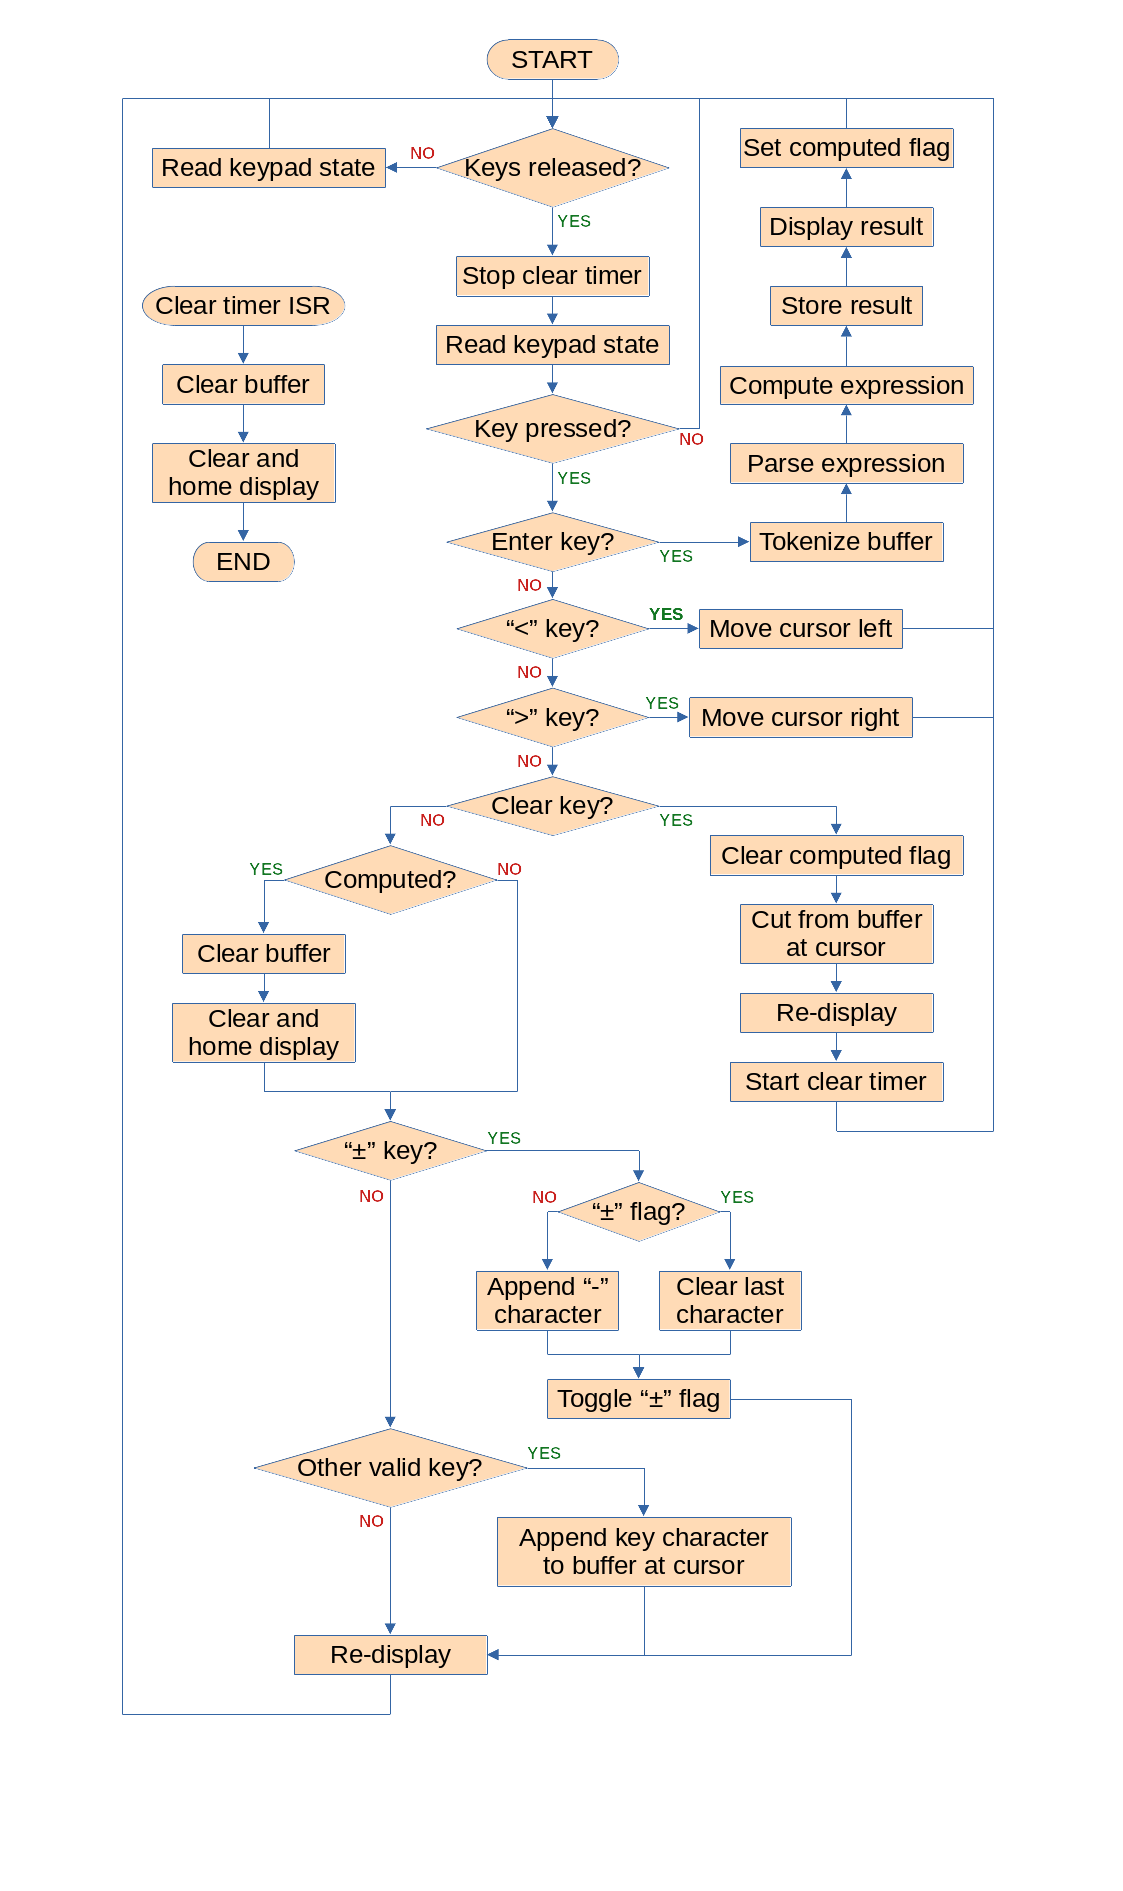 START
Read keypad state
NO
Keys released?
Set computed flag
YES
Display result
Stop clear timer
Clear timer ISR
Store result
Read keypad state
Clear buffer
Compute expression
Key pressed?
NO
Clear and
home display
YES
Parse expression
END
Enter key?
YES
Tokenize buffer
NO
“<” key?
YES
Move cursor left
NO
“>” key?
YES
Move cursor right
NO
Clear key?
NO
YES
Clear computed flag
YES
Computed?
NO
Cut from buffer
at cursor
Clear buffer
Re-display
Clear and
home display
Start clear timer
“±” key?
YES
NO
NO
“±” flag?
YES
Append “-”
character
Clear last
character
Toggle “±” flag
Other valid key?
YES
NO
Append key character
to buffer at cursor
Re-display